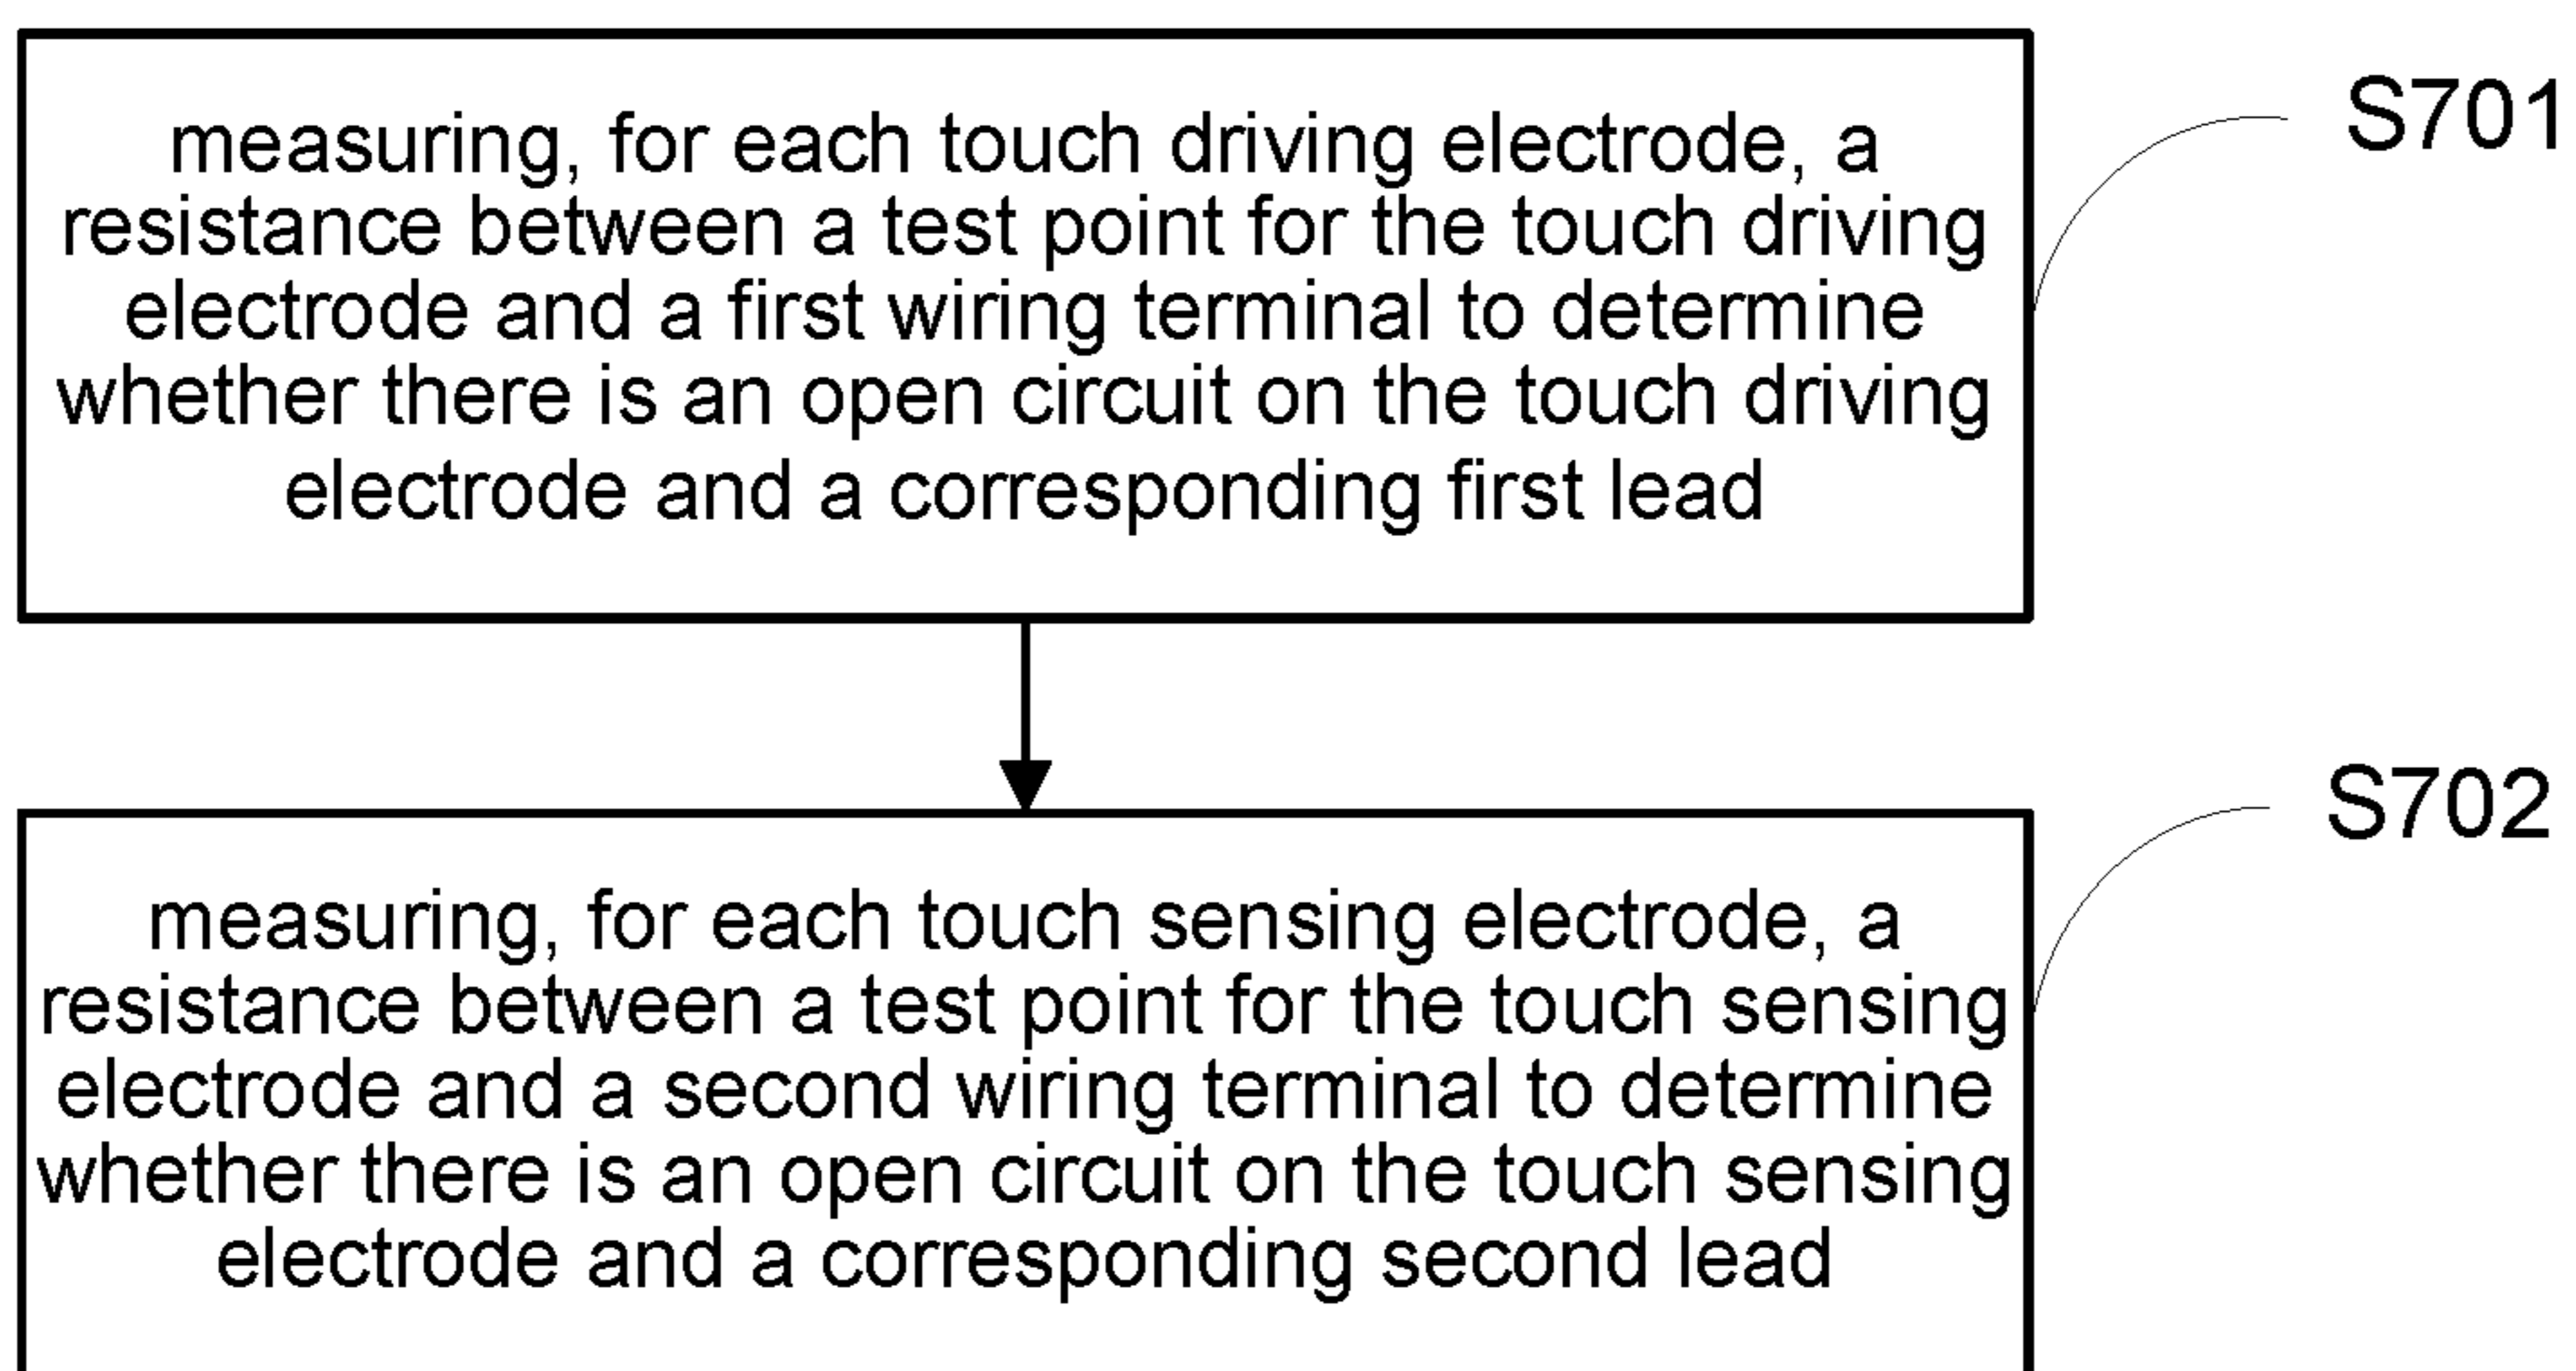 measuring, for each touch driving electrode, a
resistance between a test point for the touch driving
electrode and a first wiring terminal to determine
whether there is an open circuit on the touch driving
electrode and a corresponding first lead
S701
measuring, for each touch sensing electrode, a
resistance between a test point for the touch sensing
electrode and a second wiring terminal to determine
whether there is an open circuit on the touch sensing
electrode and a corresponding second lead
S702